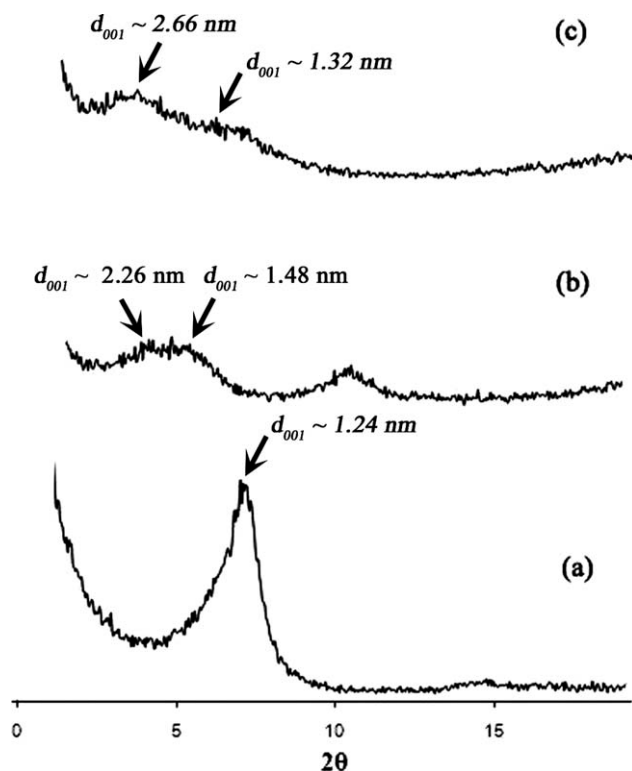 d001 ~ 2.66 nm
(c)
d001 ~ 1.32 nm
d001 ~ 2.26 nm d001 ~ 1.48 nm
(b)
d001 ~ 1.24 nm
(a)
0 5 10 15
2θ